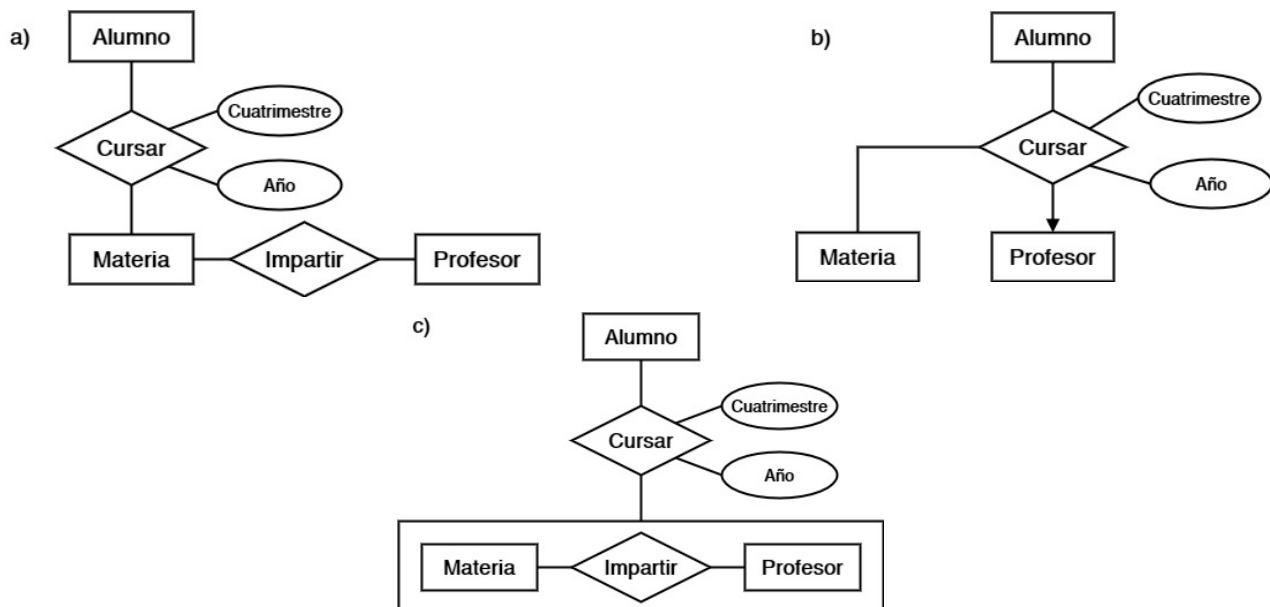 a)
Alumno
Cuatrimestre
Cursar
Año
Materia
Impartir
Profesor
b)
Alumno
Cuatrimestre
Cursar
Año
Materia
Profesor
c)
Alumno
Cuatrimestre
Cursar
Año
Materia
Impartir
Profesor